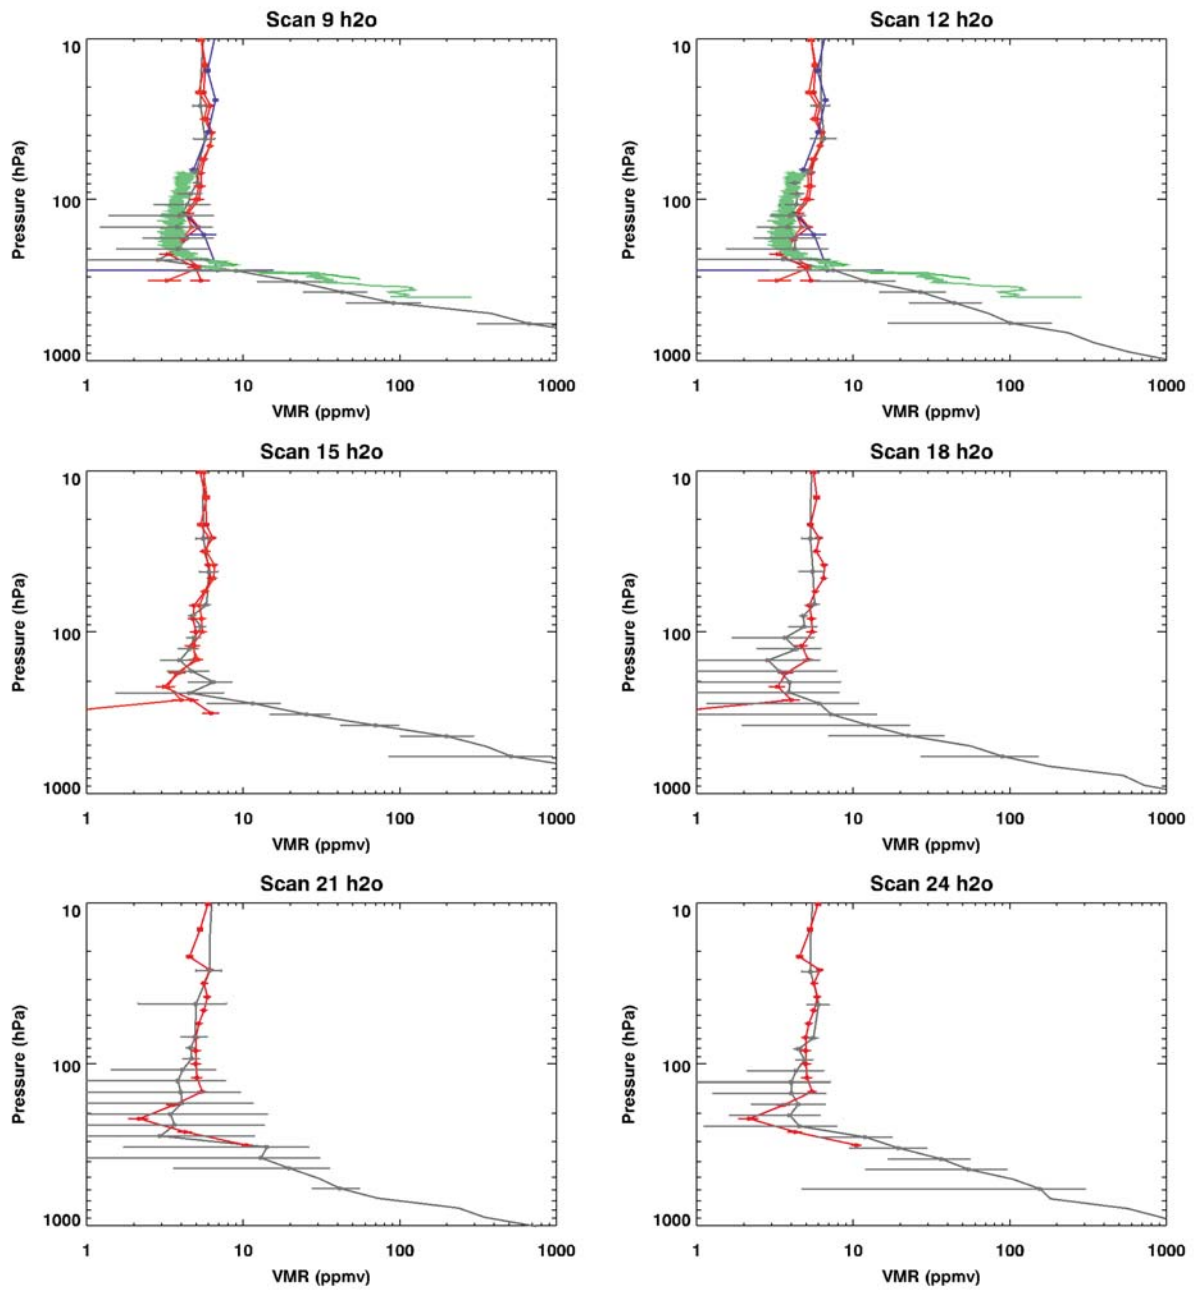 Scan 9 h2o
10
100
1000
Pressure (hPa)
1 10 100 1000
VMR (ppmv)
Scan 12 h2o
10
100
1000
Pressure (hPa)
1 10 100 1000
VMR (ppmv)
Scan 15 h2o
10
100
1000
Pressure (hPa)
1 10 100 1000
VMR (ppmv)
Scan 18 h2o
10
100
1000
Pressure (hPa)
1 10 100 1000
VMR (ppmv)
Scan 21 h2o
10
100
1000
Pressure (hPa)
1 10 100 1000
VMR (ppmv)
Scan 24 h2o
10
100
1000
Pressure (hPa)
1 10 100 1000
VMR (ppmv)